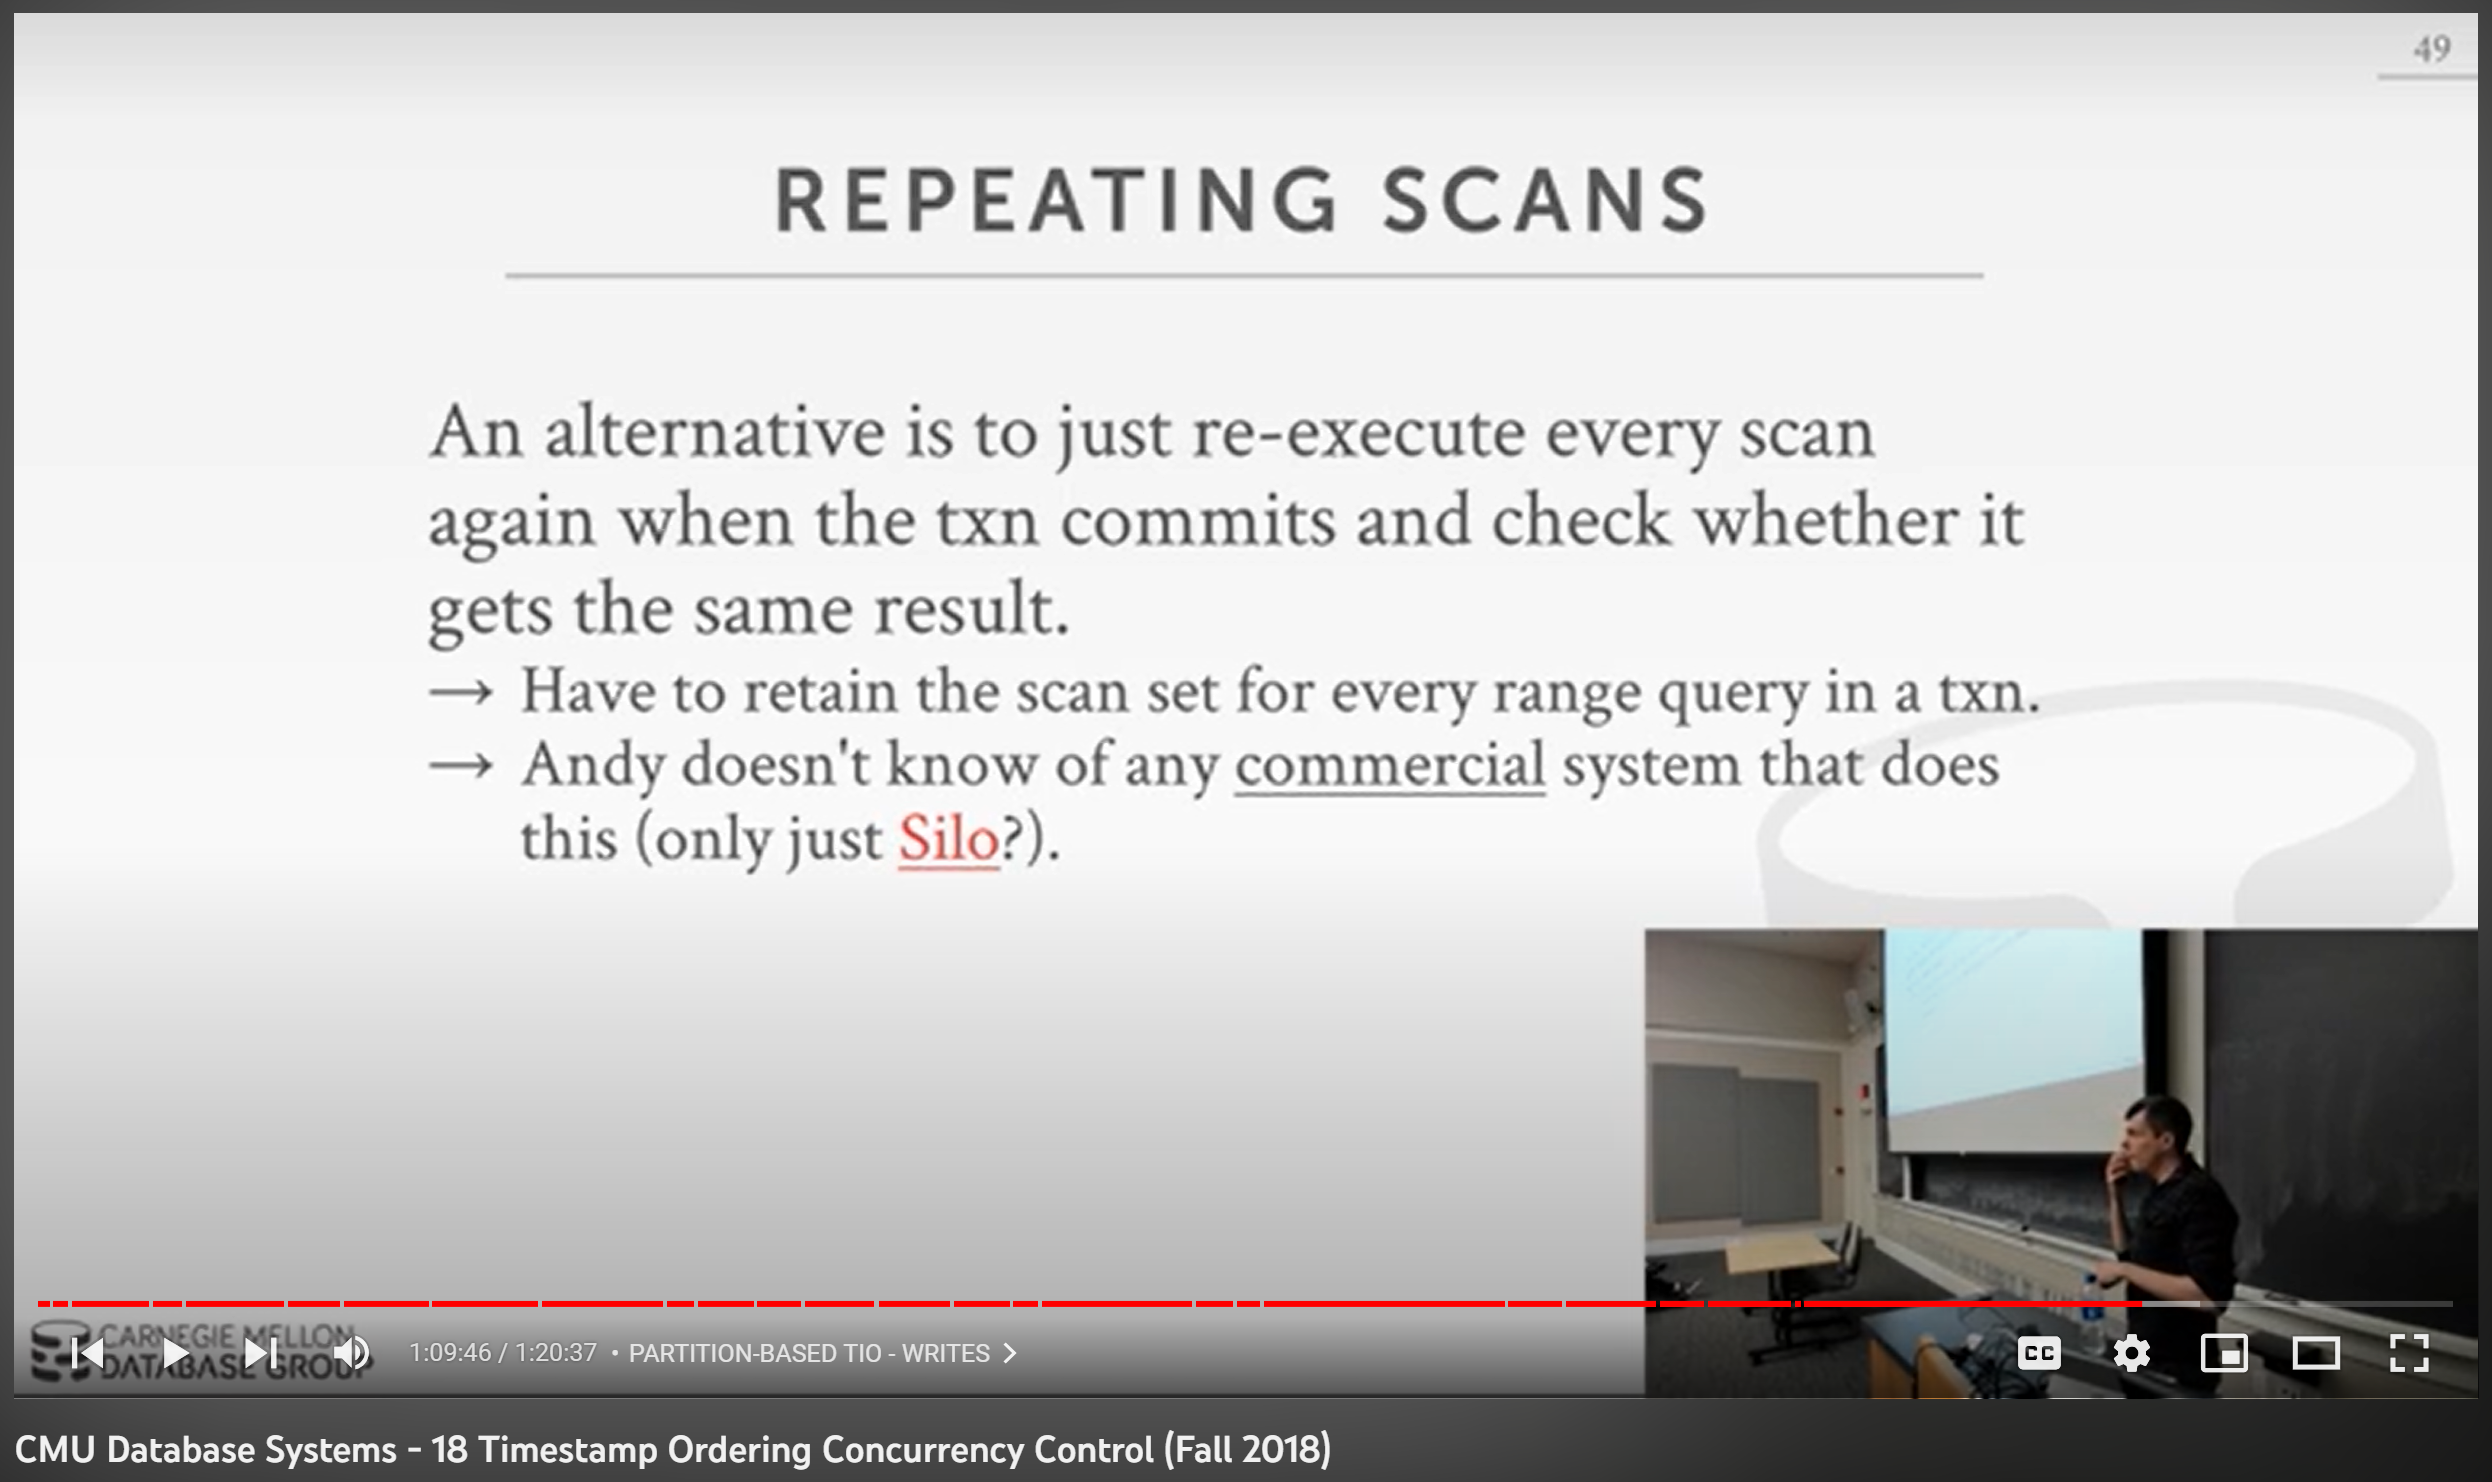 49
REPEATING SCANS
An alternative is to just re-execute every scan
again when the txn commits and check whether it
gets the same result.
→ Have to retain the scan set for every range query in a txn.
→ Andy doesn't know of any commercial system that does
this (only just Silo?).
CARNEGIE MELLON
DATABASE GROUP
1:09:46 / 1:20:37 • PARTITION-BASED TIO - WRITES
CC
CMU Database Systems - 18 Timestamp Ordering Concurrency Control (Fall 2018)